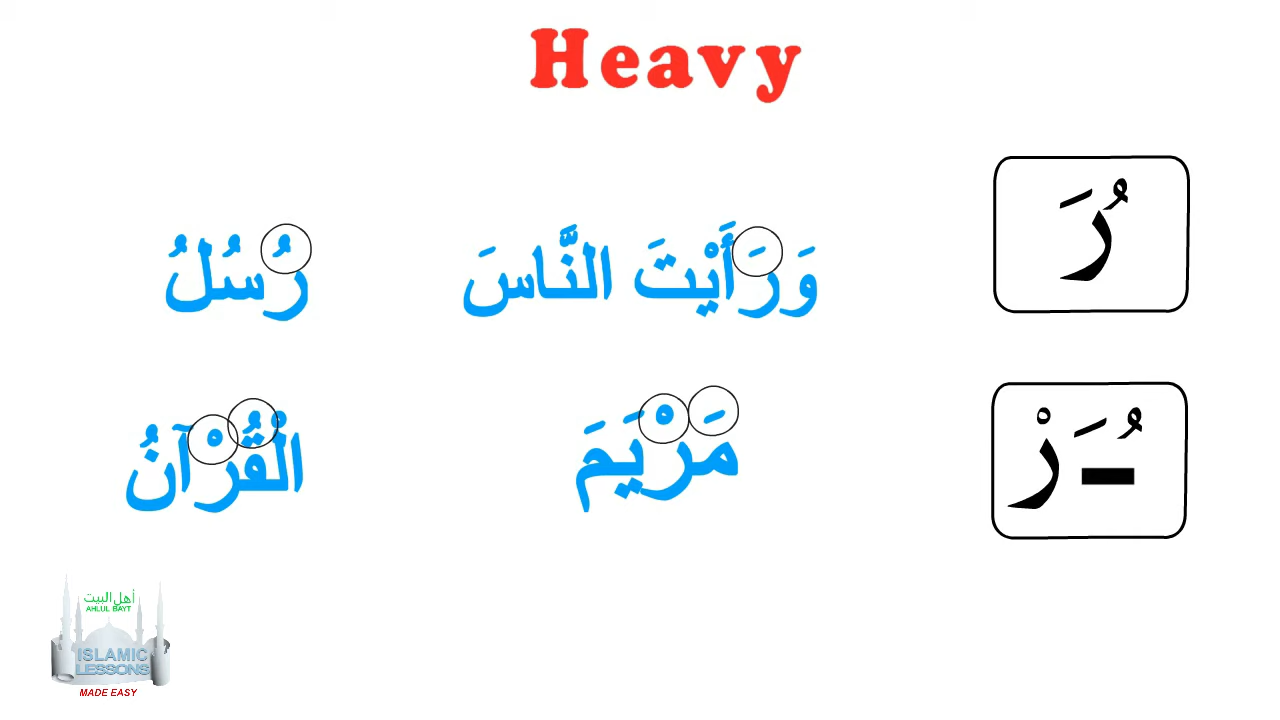 Heavy
رَُ
وَرَأَيْتَ النَّاسَ
رُسُلُ
ـَُ رْ
مَرْيَمَ
الْقُرْآنُ
أهل البيت
AHLUL BAYT
ISLAMIC
LESSONS
MADE EASY